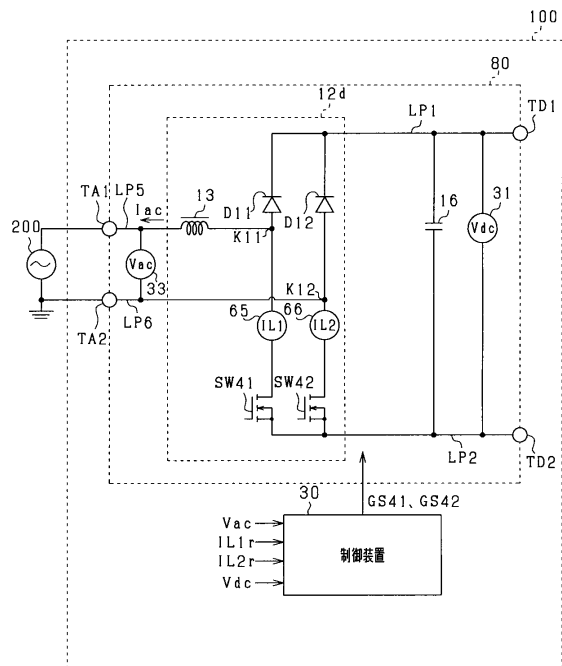 100
80
12d
LP1
TD1
TA1
LP5
Iac
13
D11
D12
16
31
Vdc
200
K11
Vac
33
K12
65
66
IL1
IL2
TA2
LP6
SW41
SW42
LP2
TD2
30
GS41、GS42
Vac
IL1r
IL2r
Vdc
制御装置